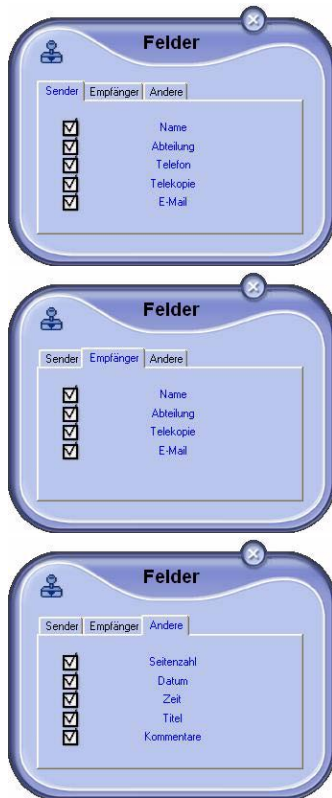 Felder
Sender Empfänger Andere
Name
Abteilung
Telefon
Telekopie
E-Mail
Felder
Sender Empfänger Andere
Name
Abteilung
Telekopie
E-Mail
Felder
Sender Empfänger Andere
Seitenzahl
Datum
Zeit
Titel
Kommentare